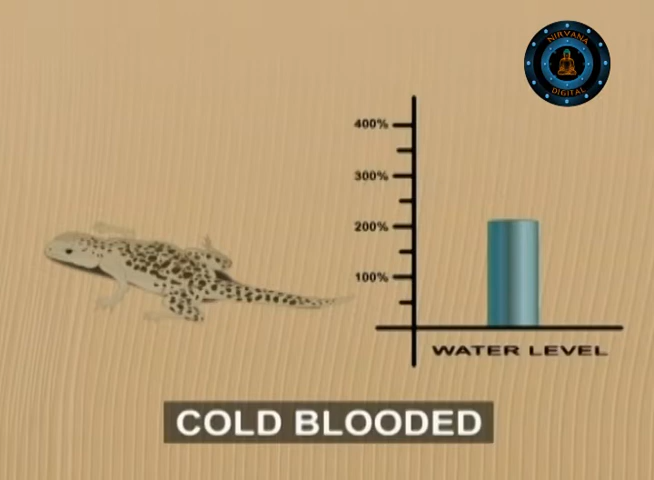 NIRVANA
DIGITAL
400%
300%
200%
100%
WATER LEVEL
COLD BLOODED